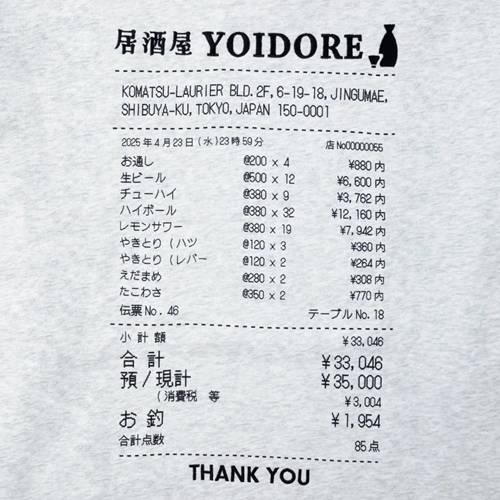 居酒屋 YOIDORE
KOMATSU-LAURIER BLD. 2F, 6-19-18, JINGUMAE,
SHIBUYA-KU, TOKYO, JAPAN 150-0001
2025年4月23日(水)23時59分 店No00000055
お通し @200 x 4 ¥880内
生ビール @500 x 12 ¥6,600内
チューハイ @380 x 9 ¥3,762内
ハイボール @380 x 32 ¥12,160内
レモンサワー @380 x 19 ¥7,942内
やきとり (ハツ @120 x 3 ¥360内
やきとり (レバー @120 x 2 ¥264内
えだまめ @280 x 2 ¥308内
たこわさ @350 x 2 ¥770内
伝票No. 46 テーブルNo.18
小計額 ¥33,046
合計 ¥33,046
預/現計 ¥35,000
(消費税 等 ¥3,004
お釣 ¥1,954
合計点数 85点
THANK YOU